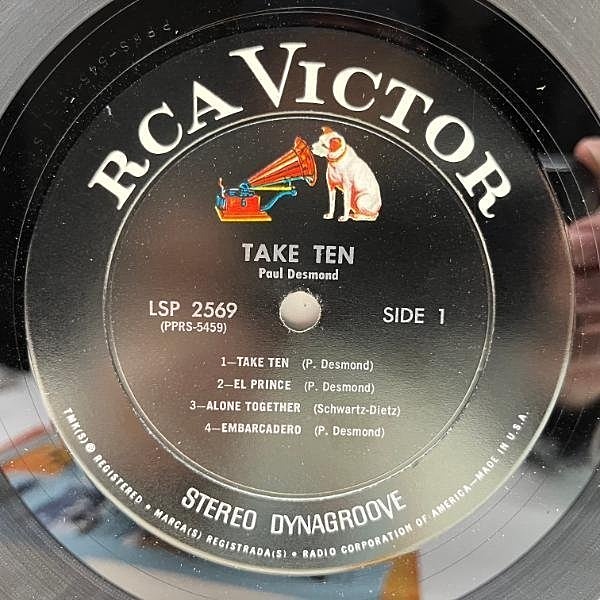 RCA VICTOR
TAKE TEN
Paul Desmond
LSP 2569
(PPRS-5459)
SIDE 1
1—TAKE TEN (P. Desmond)
2—EL PRINCE (P. Desmond)
3—ALONE TOGETHER (Schwartz-Dietz)
4—EMBARCADERO (P. Desmond)
STEREO DYNAGROOVE
TMK(S) ® REGISTERED • MARCA(S) REGISTRADA(S) • RADIO CORPORATION OF AMERICA—MADE IN U.S.A.